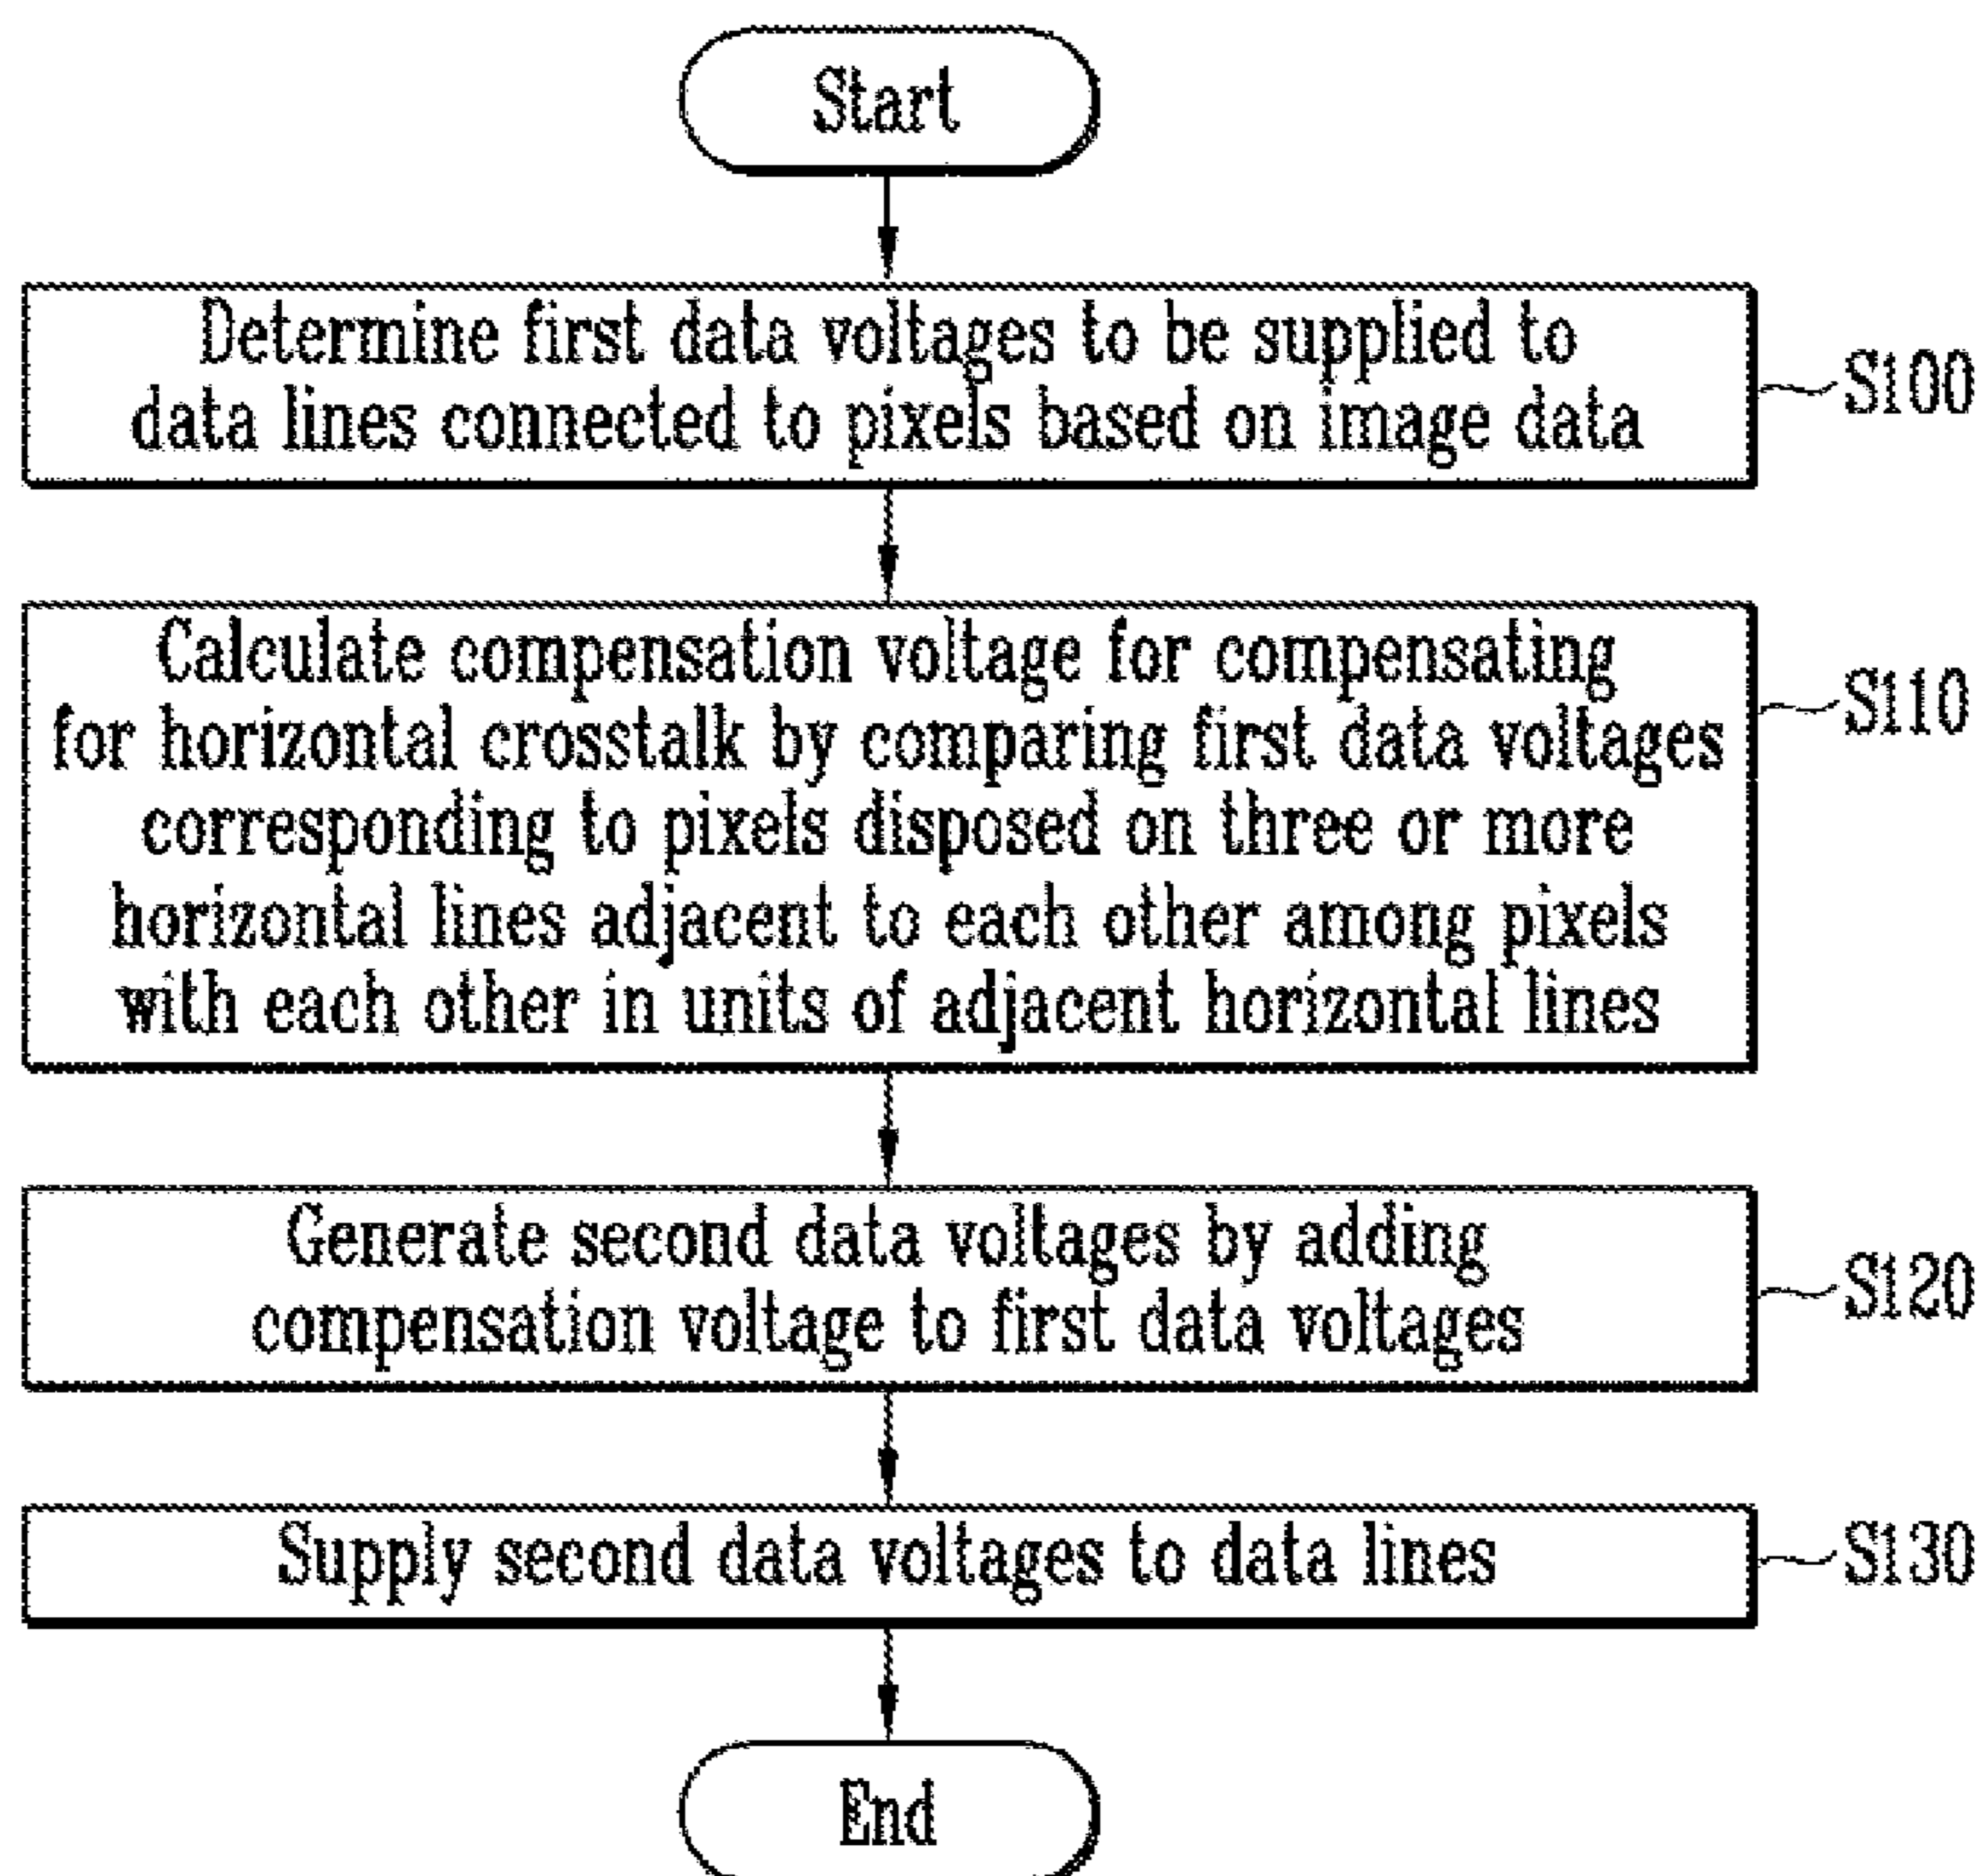 Start
Determine first data voltages to be supplied to
data lines connected to pixels based on image data
S100
Calculate compensation voltage for compensating
for horizontal crosstalk by comparing first data voltages
corresponding to pixels disposed on three or more
horizontal lines adjacent to each other among pixels
with each other in units of adjacent horizontal lines
S110
Generate second data voltages by adding
compensation voltage to first data voltages
S120
Supply second data voltages to data lines
S130
End